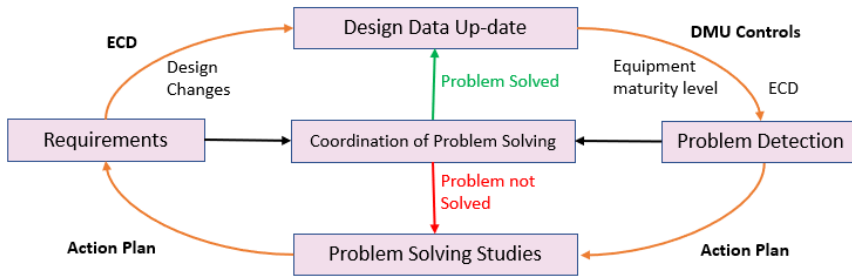 ECD
Design Data Up-date
DMU Controls
Design
Changes
Problem Solved
Equipment
maturity level
ECD
Requirements
Coordination of Problem Solving
Problem Detection
Problem not
Solved
Action Plan
Problem Solving Studies
Action Plan